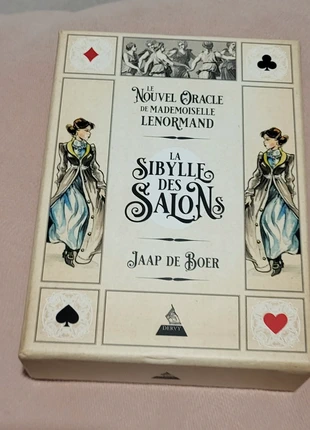 Le
Nouvel Oracle
de Mademoiselle
Lenormand
La
Sibylle
des
Salons
Jaap de Boer
DERVY